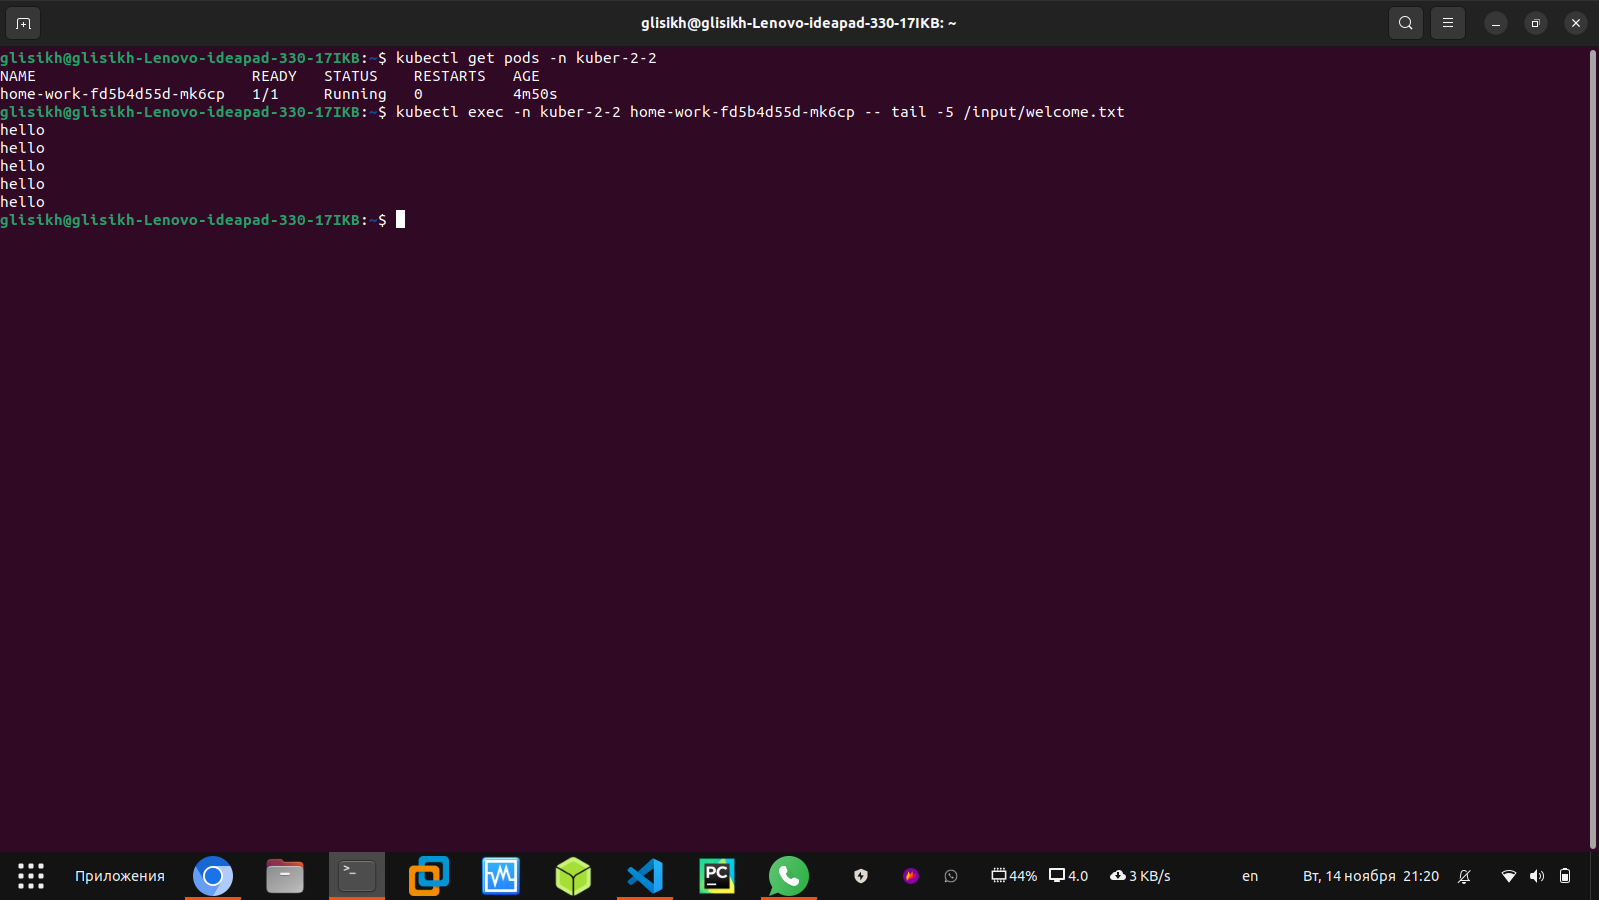 glisikh@glisikh-Lenovo-ideapad-330-17IKB: ~
glisikh@glisikh-Lenovo-ideapad-330-17IKB:~$ kubectl get pods -n kuber-2-2
NAME                        READY   STATUS    RESTARTS   AGE
home-work-fd5b4d55d-mk6cp   1/1     Running   0          4m50s
glisikh@glisikh-Lenovo-ideapad-330-17IKB:~$ kubectl exec -n kuber-2-2 home-work-fd5b4d55d-mk6cp -- tail -5 /input/welcome.txt
hello
hello
hello
hello
hello
glisikh@glisikh-Lenovo-ideapad-330-17IKB:~$
Приложения >_ PC 44% 4.0 3 KB/s en Вт, 14 ноября 21:20